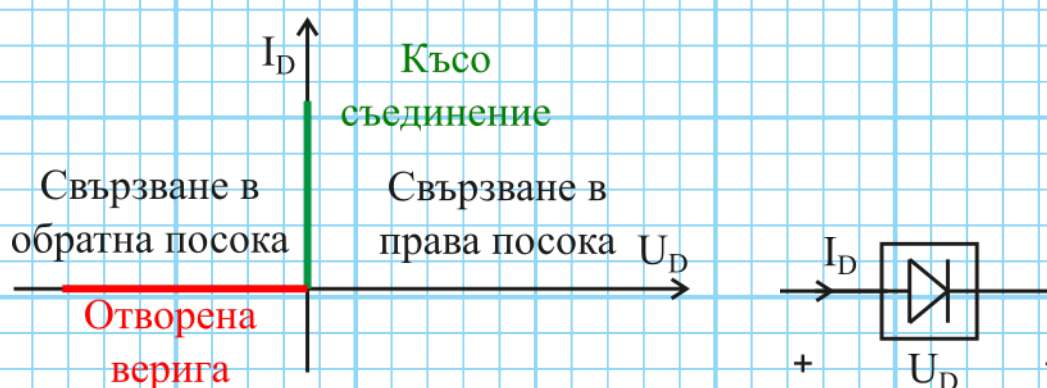 I_D
Късо
съединение
Свързване в
обратна посока
Свързване в
права посока
U_D
Отворена
верига
I_D
+
U_D